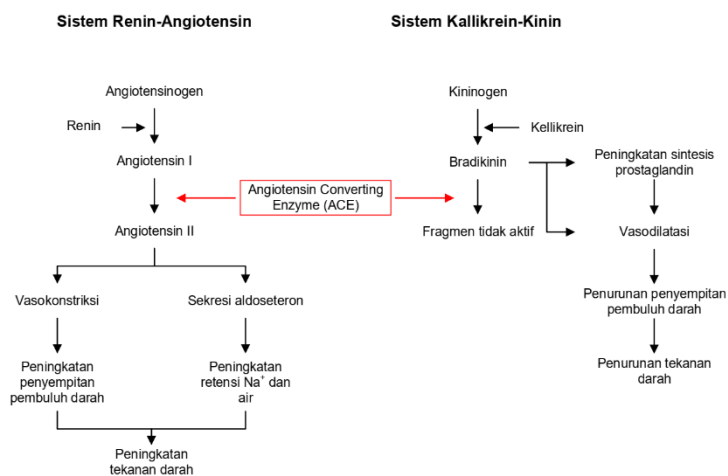 Sistem Renin-Angiotensin
Sistem Kallikrein-Kinin
Angiotensinogen
Renin
Angiotensin I
Angiotensin II
Vasokonstriksi
Sekresi aldoseteron
Peningkatan
penyempitan
pembuluh darah
Peningkatan
retensi Na⁺ dan
air
Peningkatan
tekanan darah
Angiotensin Converting
Enzyme (ACE)
Kininogen
Kellikrein
Bradikinin
Fragmen tidak aktif
Peningkatan sintesis
prostaglandin
Vasodilatasi
Penurunan penyempitan
pembuluh darah
Penurunan tekanan
darah